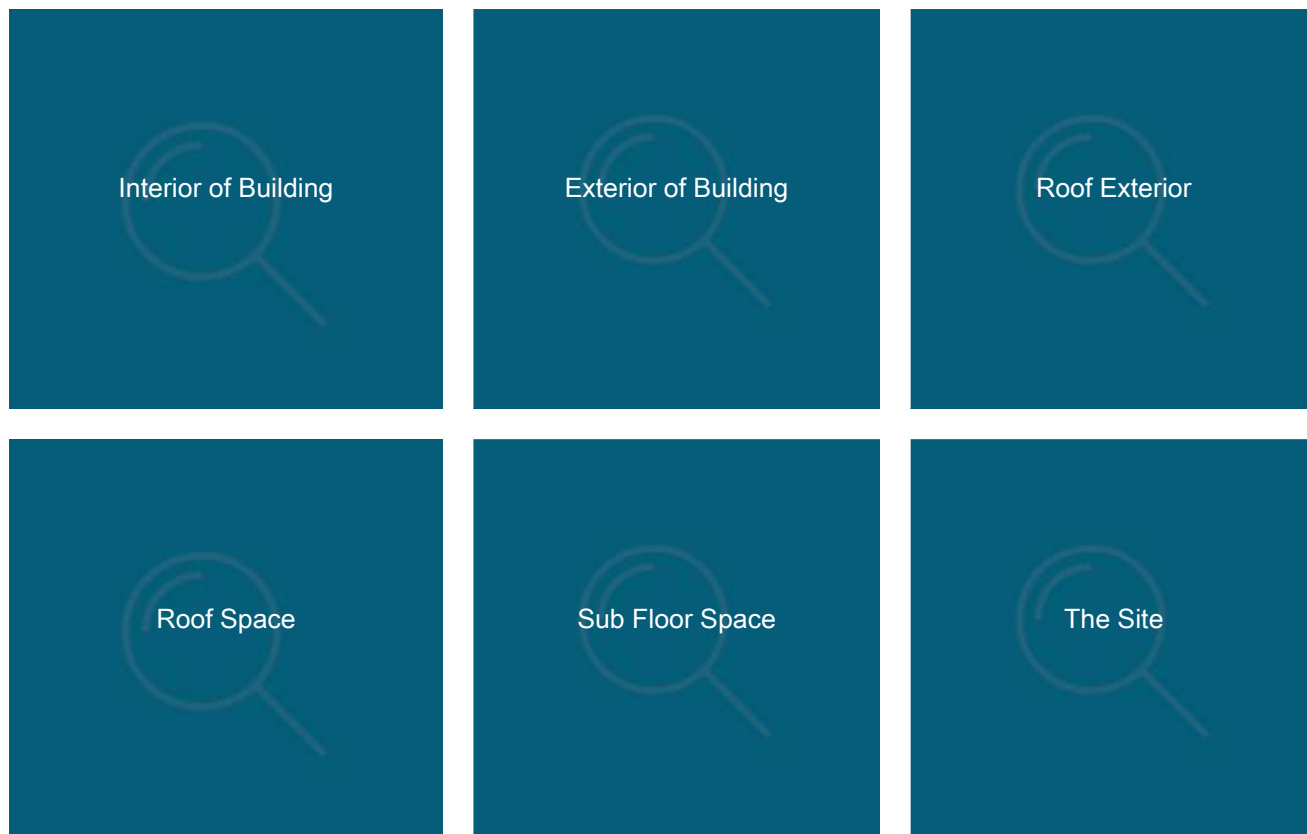 Interior of Building
Exterior of Building
Roof Exterior
Roof Space
Sub Floor Space
The Site